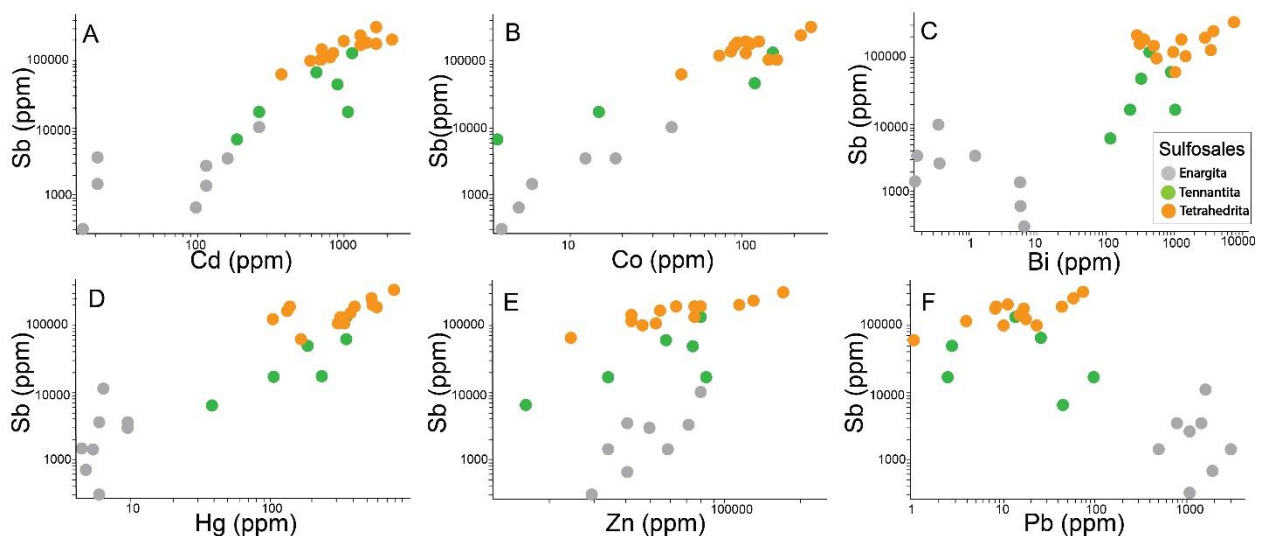 A
Sb (ppm)
100000
10000
1000
100
1000
Cd (ppm)
B
Sb(ppm)
100000
10000
1000
10
100
Co (ppm)
C
Sb (ppm)
100000
10000
1000
1
10
100
1000
10000
Bi (ppm)
Sulfosales
Enargita
Tennantita
Tetrahedrita
D
Sb (ppm)
100000
10000
1000
10
100
Hg (ppm)
E
Sb (ppm)
100000
10000
1000
100000
Zn (ppm)
F
Sb (ppm)
100000
10000
1000
1
10
100
1000
Pb (ppm)